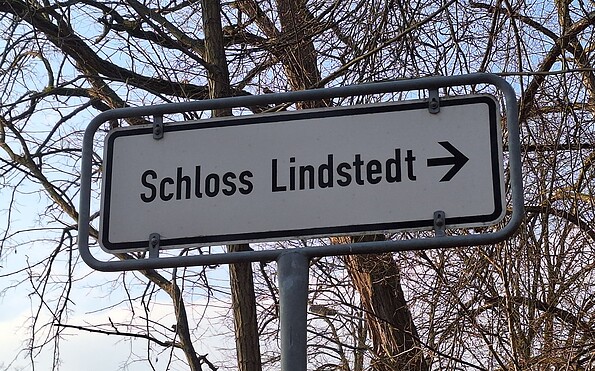 Schloss Lindstedt →